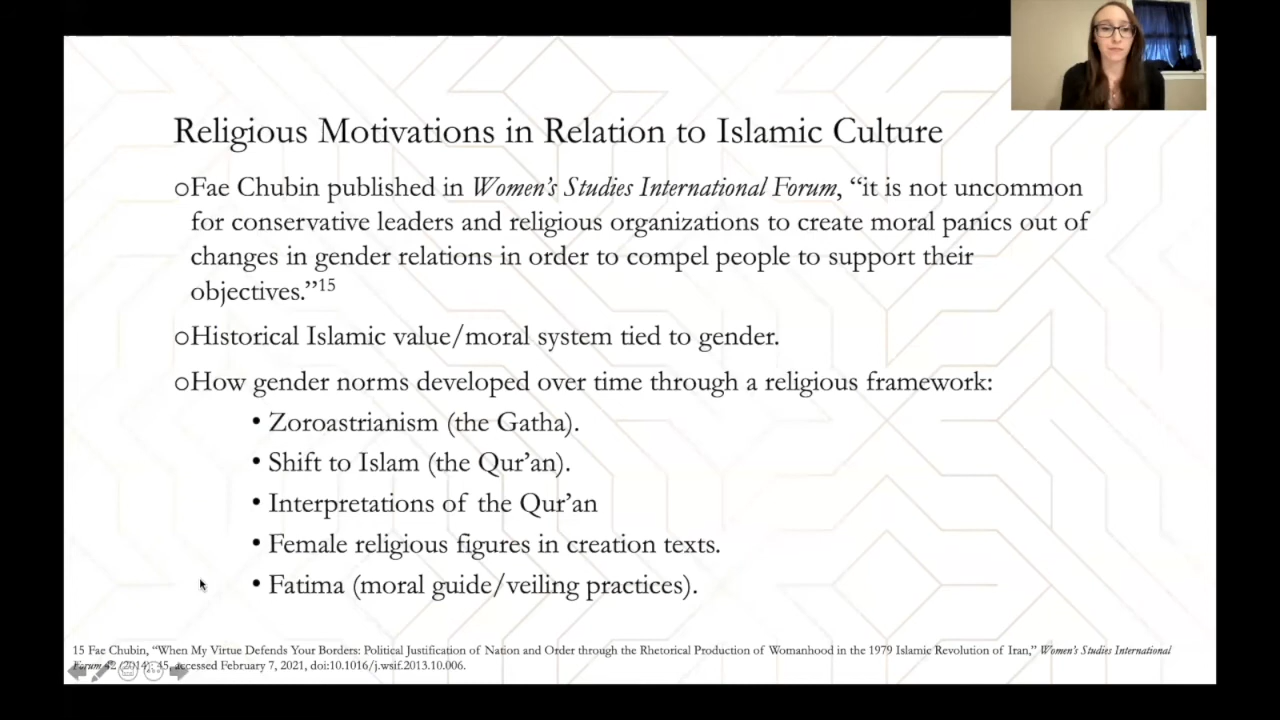 Religious Motivations in Relation to Islamic Culture
oFae Chubin published in Women’s Studies International Forum, “it is not uncommon
for conservative leaders and religious organizations to create moral panics out of
changes in gender relations in order to compel people to support their
objectives.”15
oHistorical Islamic value/moral system tied to gender.
oHow gender norms developed over time through a religious framework:
• Zoroastrianism (the Gatha).
• Shift to Islam (the Qur’an).
• Interpretations of the Qur’an
• Female religious figures in creation texts.
• Fatima (moral guide/veiling practices).
15 Fae Chubin, “When My Virtue Defends Your Borders: Political Justification of Nation and Order through the Rhetorical Production of Womanhood in the 1979 Islamic Revolution of Iran,” Women’s Studies International
Forum 42 (2014): 45, accessed February 7, 2021, doi:10.1016/j.wsif.2013.10.006.